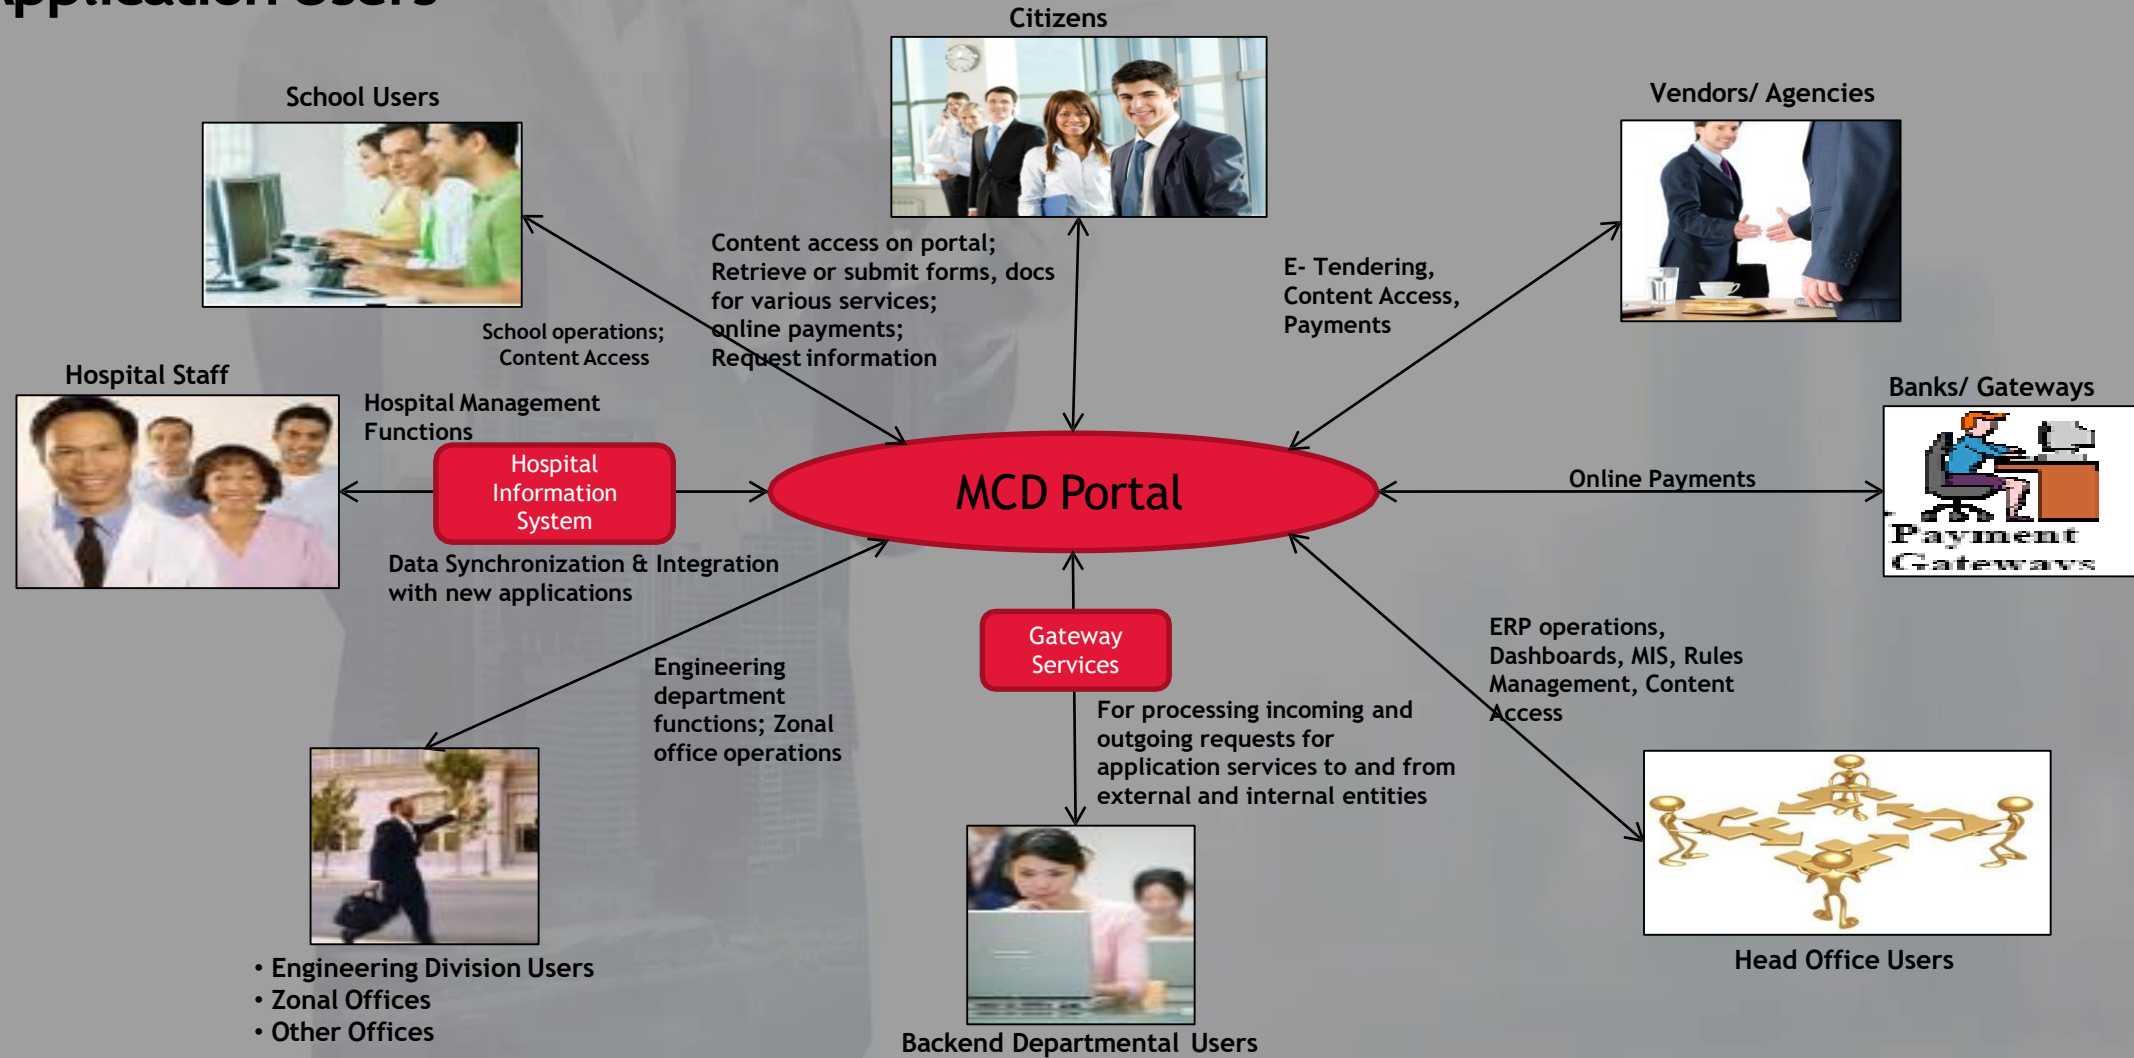 Application Users
Citizens
School Users
Vendors/ Agencies
Content access on portal;
Retrieve or submit forms, docs
for various services;
online payments;
Request information
E- Tendering,
Content Access,
Payments
School operations;
Content Access
Hospital Staff
Hospital Management
Functions
Banks/ Gateways
Hospital
Information
System
MCD Portal
Online Payments
Payment
Gateways
Data Synchronization & Integration
with new applications
Gateway
Services
ERP operations,
Dashboards, MIS, Rules
Management, Content
Access
Engineering
department
functions; Zonal
office operations
For processing incoming and
outgoing requests for
application services to and from
external and internal entities
• Engineering Division Users
• Zonal Offices
• Other Offices
Head Office Users
Backend Departmental Users